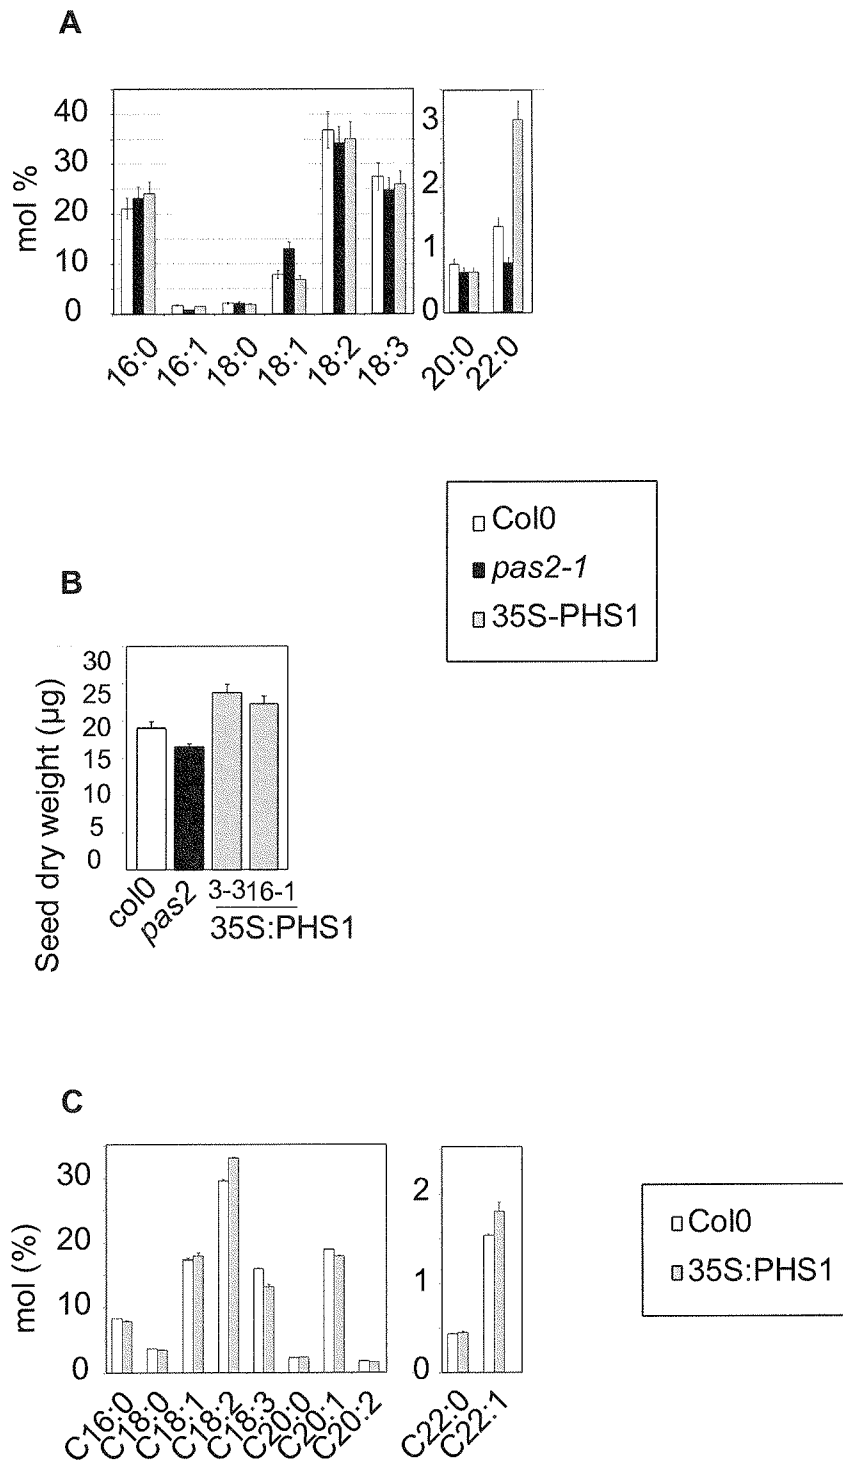 A
mol %
40
30
20
10
0
3
2
1
0
16:0 16:1 18:0 18:1 18:2 18:3 20:0 22:0
Col0
pas2-1
35S-PHS1
B
Seed dry weight (µg)
30
25
20
15
10
5
0
col0 pas2 3-3 16-1
35S:PHS1
C
mol (%)
30
20
10
0
2
1
0
C16:0 C18:0 C18:1 C18:2 C18:3 C20:0 C20:1 C20:2 C22:0 C22:1
Col0
35S:PHS1